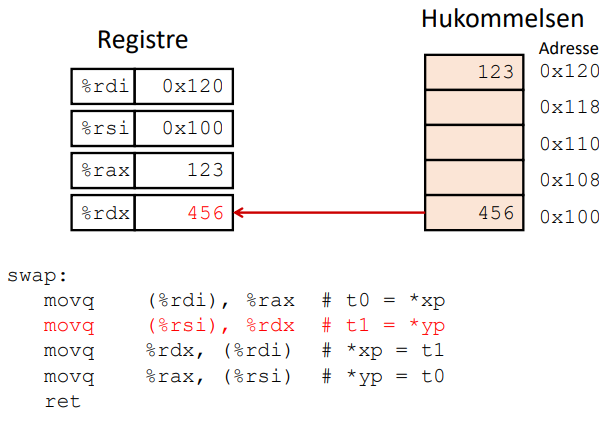 Registre
Hukommelsen
Adresse
%rdi 0x120
%rsi 0x100
%rax 123
%rdx 456
123 0x120
0x118
0x110
0x108
456 0x100
swap:
movq (%rdi), %rax # t0 = *xp
movq (%rsi), %rdx # t1 = *yp
movq %rdx, (%rdi) # *xp = t1
movq %rax, (%rsi) # *yp = t0
ret